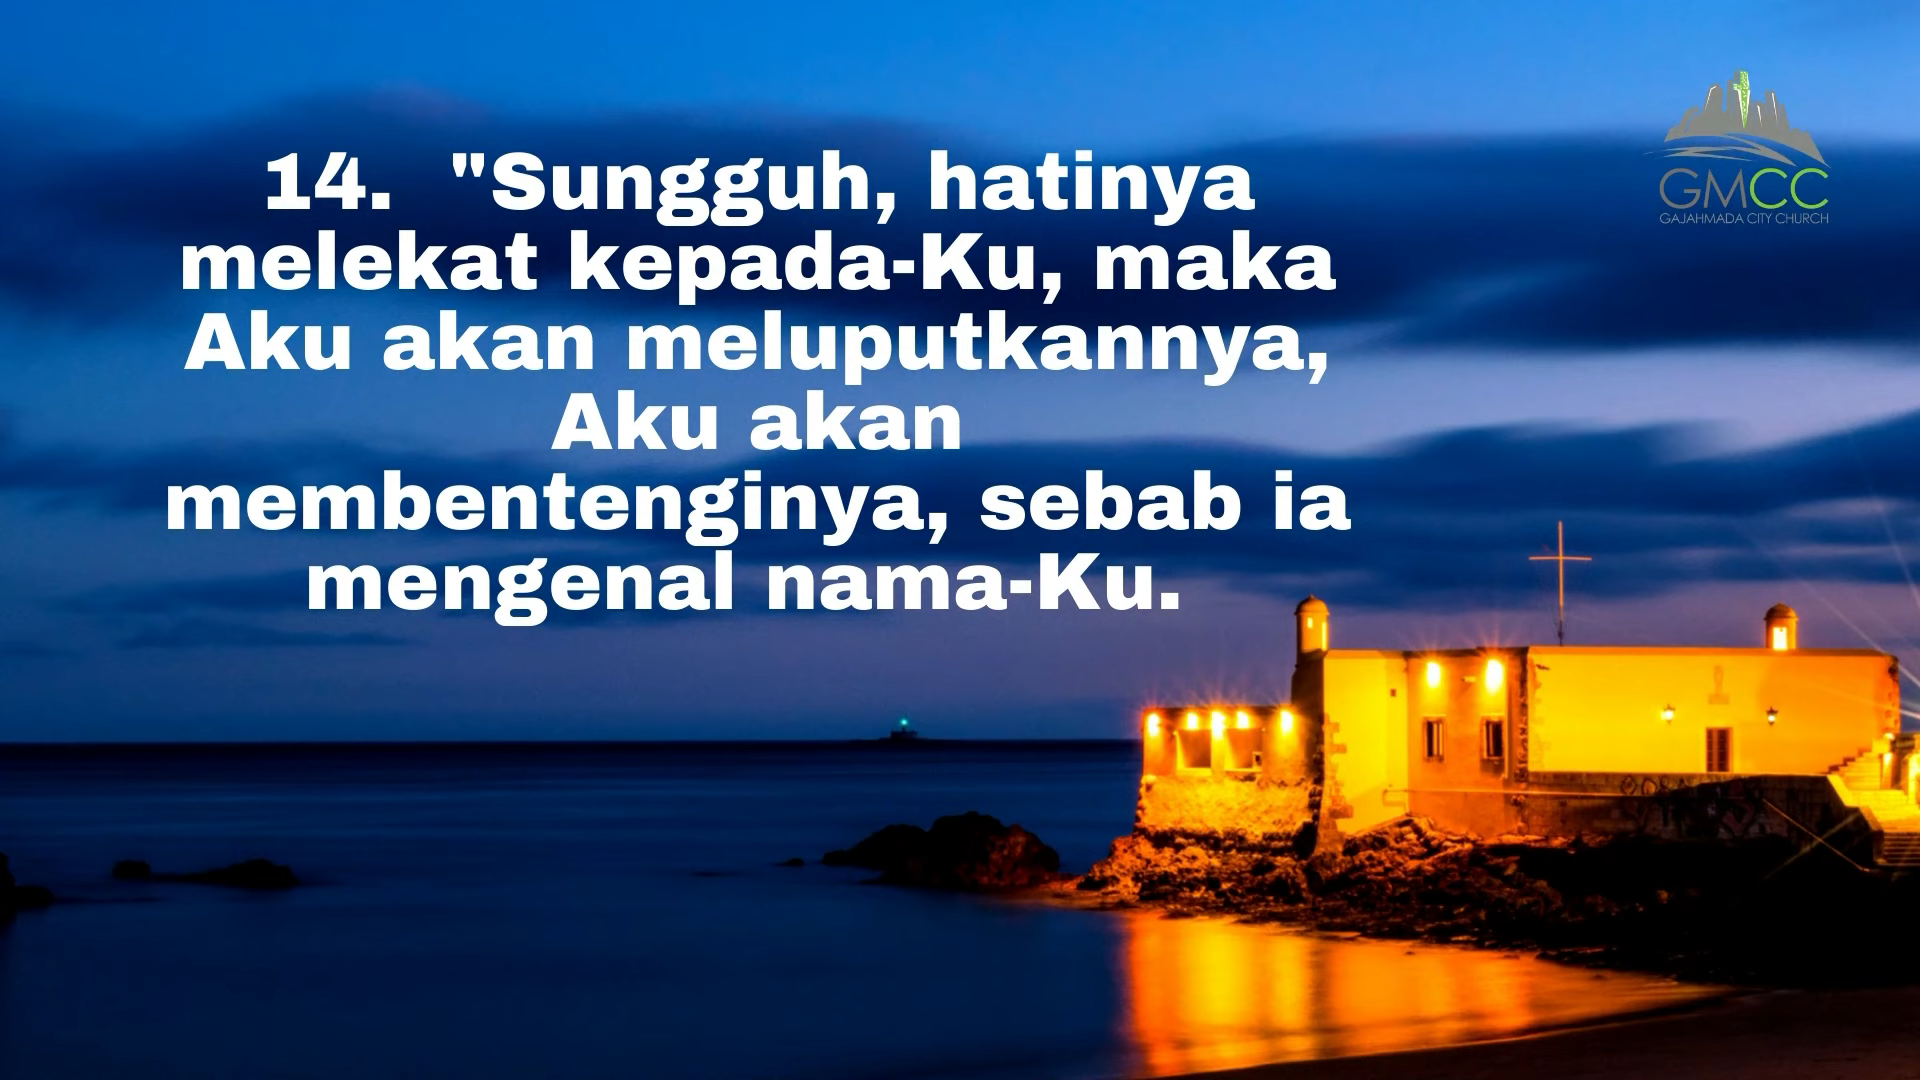 14.  "Sungguh, hatinya
melekat kepada-Ku, maka
Aku akan meluputkannya,
Aku akan
membentenginya, sebab ia
mengenal nama-Ku.
GMCC
GAJAHMADA CITY CHURCH